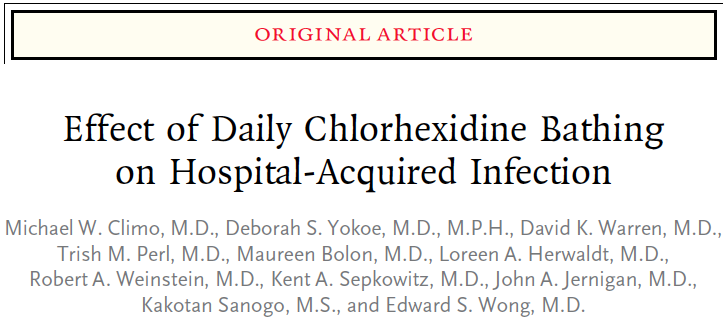 ORIGINAL ARTICLE
Effect of Daily Chlorhexidine Bathing
on Hospital-Acquired Infection
Michael W. Climo, M.D., Deborah S. Yokoe, M.D., M.P.H., David K. Warren, M.D.,
Trish M. Perl, M.D., Maureen Bolon, M.D., Loreen A. Herwaldt, M.D.,
Robert A. Weinstein, M.D., Kent A. Sepkowitz, M.D., John A. Jernigan, M.D.,
Kakotan Sanogo, M.S., and Edward S. Wong, M.D.